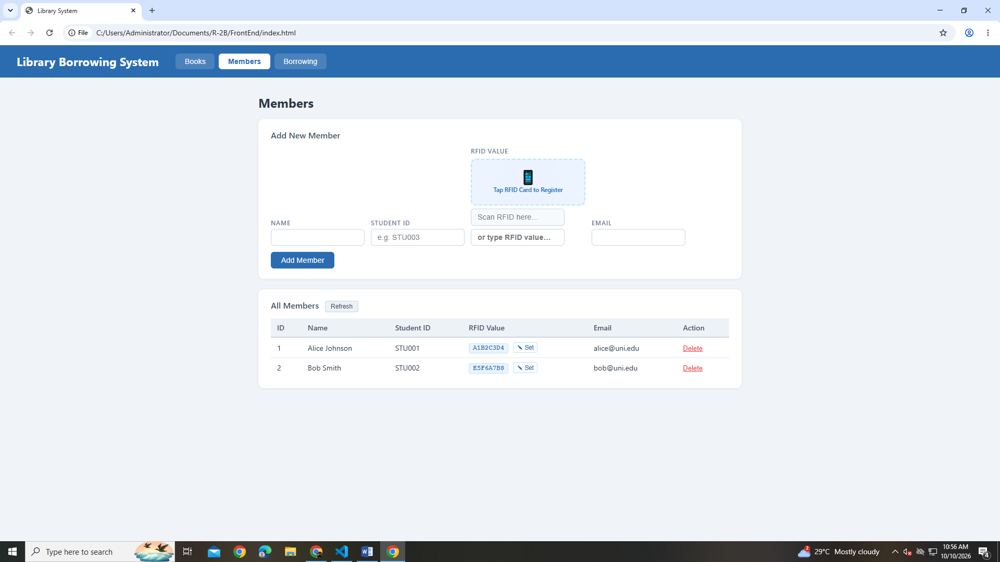 Library System
File
C:/Users/Administrator/Documents/R-2B/FrontEnd/index.html
Library Borrowing System
Books
Members
Borrowing
Members
Add New Member
RFID VALUE
Tap RFID Card to Register
Scan RFID here...
NAME
STUDENT ID
EMAIL
e.g. STU003
or type RFID value...
Add Member
All Members
Refresh
ID Name Student ID RFID Value Email Action
1 Alice Johnson STU001 A1B2C3D4 Set alice@uni.edu Delete
2 Bob Smith STU002 E5F6A7B8 Set bob@uni.edu Delete
Type here to search
2
29°C Mostly cloudy
10:56 AM
10/10/2026
4